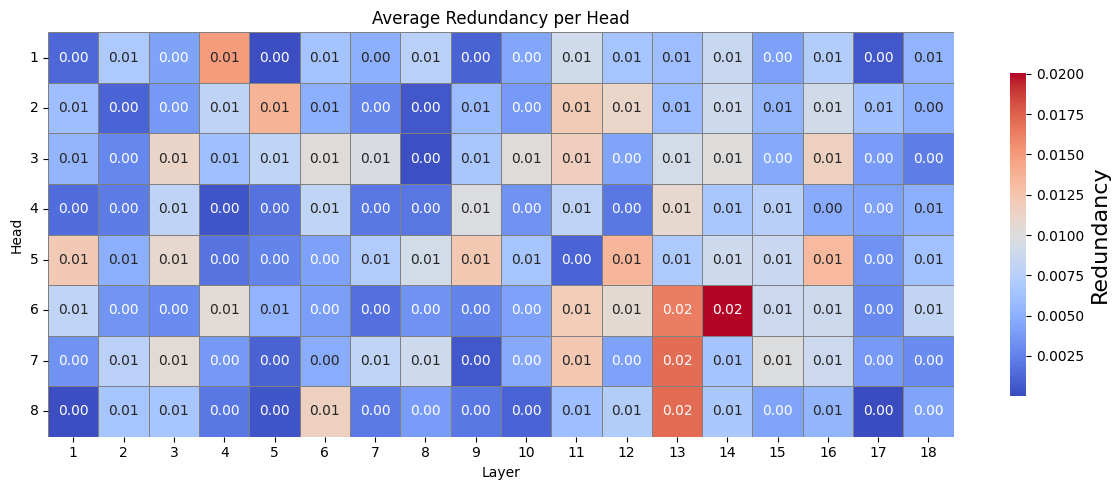 Average Redundancy per Head
1 0.00 0.01 0.00 0.01 0.00 0.01 0.00 0.01 0.00 0.00 0.01 0.01 0.01 0.01 0.00 0.01 0.00 0.01
2 0.01 0.00 0.00 0.01 0.01 0.01 0.00 0.00 0.01 0.00 0.01 0.01 0.01 0.01 0.01 0.01 0.01 0.00
3 0.01 0.00 0.01 0.01 0.01 0.01 0.01 0.00 0.01 0.01 0.01 0.00 0.01 0.01 0.00 0.01 0.00 0.00
4 0.00 0.00 0.01 0.00 0.00 0.01 0.00 0.00 0.01 0.00 0.01 0.00 0.01 0.01 0.01 0.00 0.00 0.01
5 0.01 0.01 0.01 0.00 0.00 0.00 0.01 0.01 0.01 0.01 0.00 0.01 0.01 0.01 0.01 0.01 0.00 0.01
6 0.01 0.00 0.00 0.01 0.01 0.00 0.00 0.00 0.00 0.00 0.01 0.01 0.02 0.02 0.01 0.01 0.00 0.01
7 0.00 0.01 0.01 0.00 0.00 0.00 0.01 0.01 0.00 0.00 0.01 0.00 0.02 0.01 0.01 0.01 0.00 0.00
8 0.00 0.01 0.01 0.00 0.00 0.01 0.00 0.00 0.00 0.00 0.01 0.01 0.02 0.01 0.00 0.01 0.00 0.00
1 2 3 4 5 6 7 8 9 10 11 12 13 14 15 16 17 18
Layer
Head
0.0200
0.0175
0.0150
0.0125
0.0100
0.0075
0.0050
0.0025
Redundancy